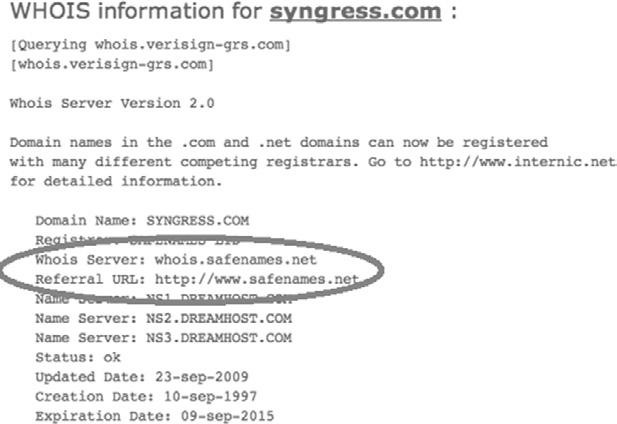 WHOIS information for syngress.com :
[Querying whois.verisign-grs.com]
[whois.verisign-grs.com]
Whois Server Version 2.0
Domain names in the .com and .net domains can now be registered
with many different competing registrars. Go to http://www.internic.net
for detailed information.
Domain Name: SYNGRESS.COM
Registrar: SAFENAMES LTD
Whois Server: whois.safenames.net
Referral URL: http://www.safenames.net
Name Server: NS1.DREAMHOST.COM
Name Server: NS2.DREAMHOST.COM
Name Server: NS3.DREAMHOST.COM
Status: ok
Updated Date: 23-sep-2009
Creation Date: 10-sep-1997
Expiration Date: 09-sep-2015